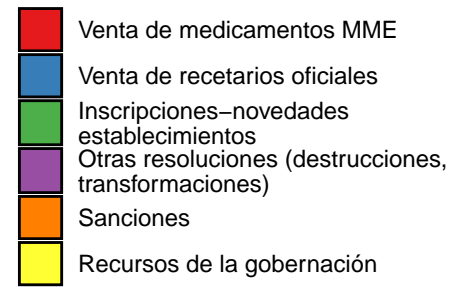 Venta de medicamentos MME
Venta de recetarios oficiales
Inscripciones−novedades
establecimientos
Otras resoluciones (destrucciones,
transformaciones)
Sanciones
Recursos de la gobernación